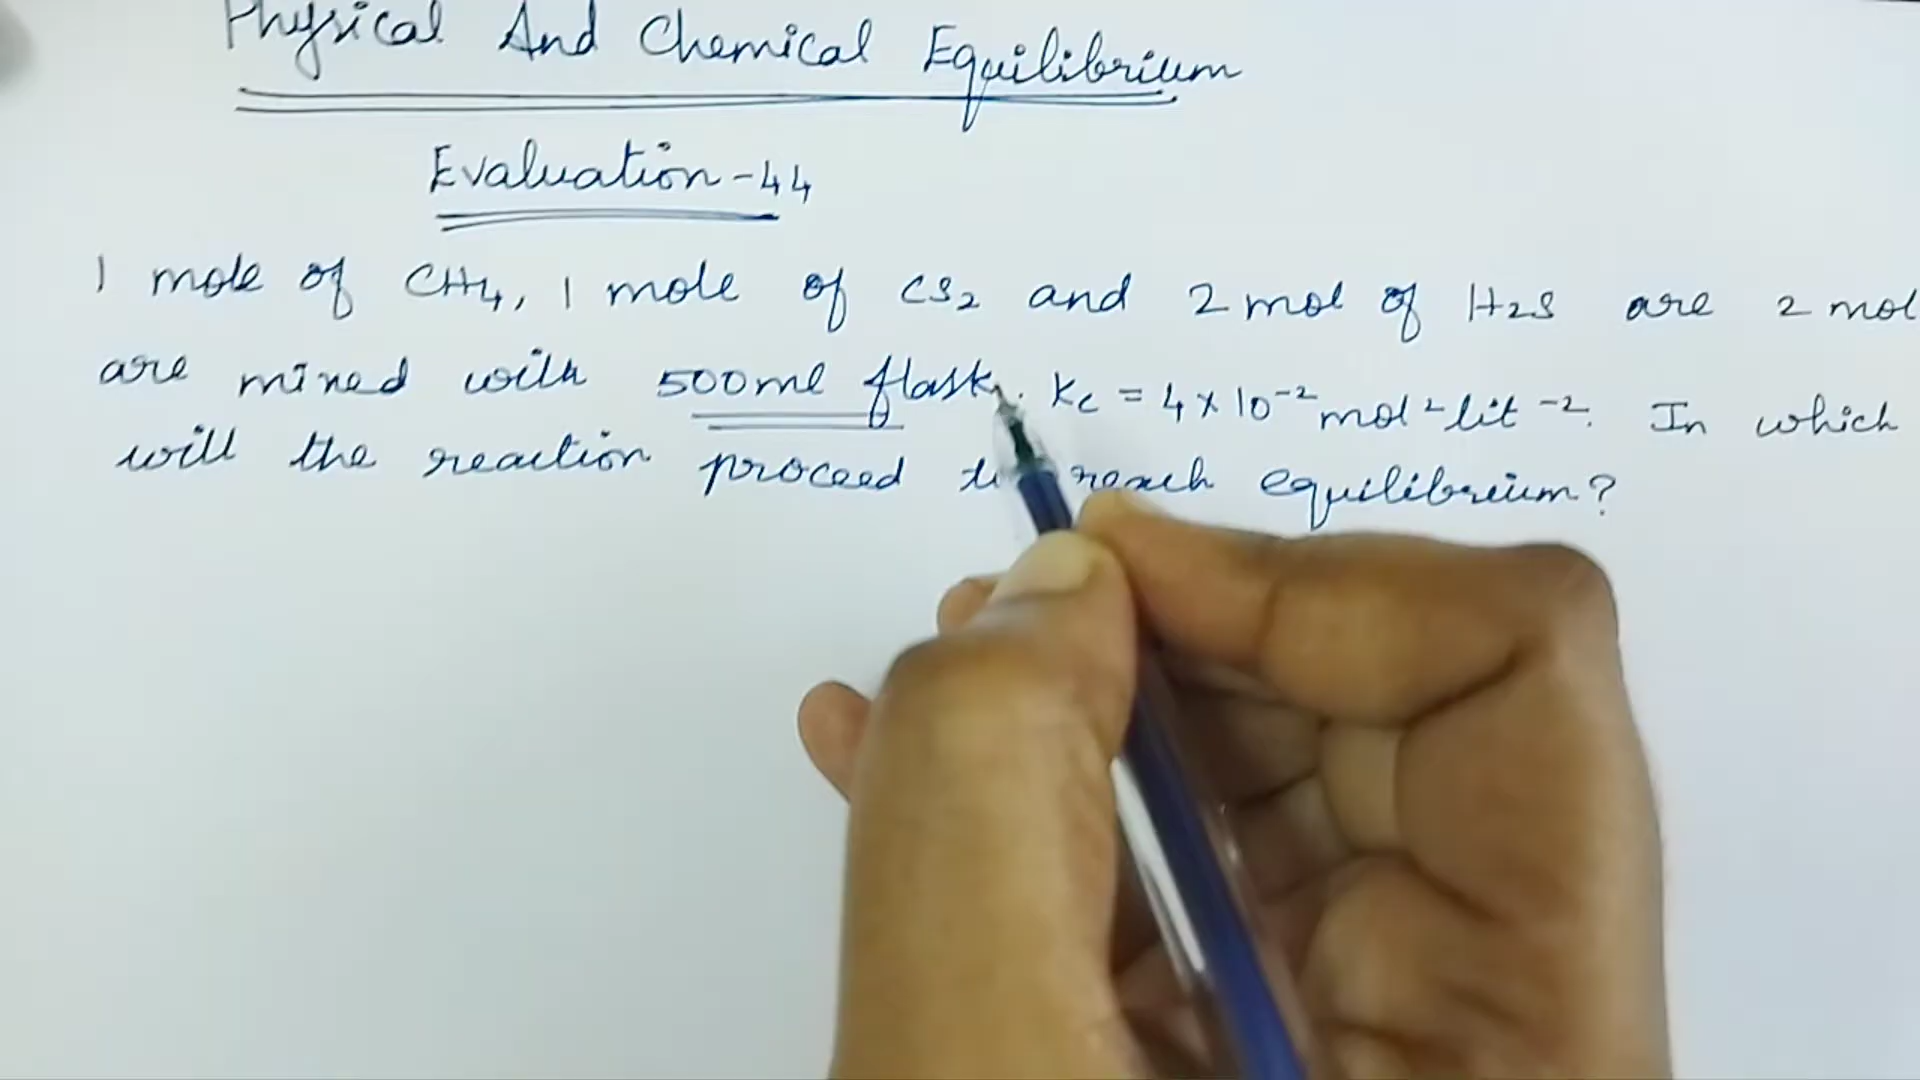 Physical And Chemical Equilibrium
Evaluation-44
1 mole of CH4, 1 mole of CS2 and 2 mol of H2S are 2 mol
are mixed with 500ml flask. Kc = 4 x 10⁻² mol² lit⁻². In which
will the reaction proceed to reach equilibrium?